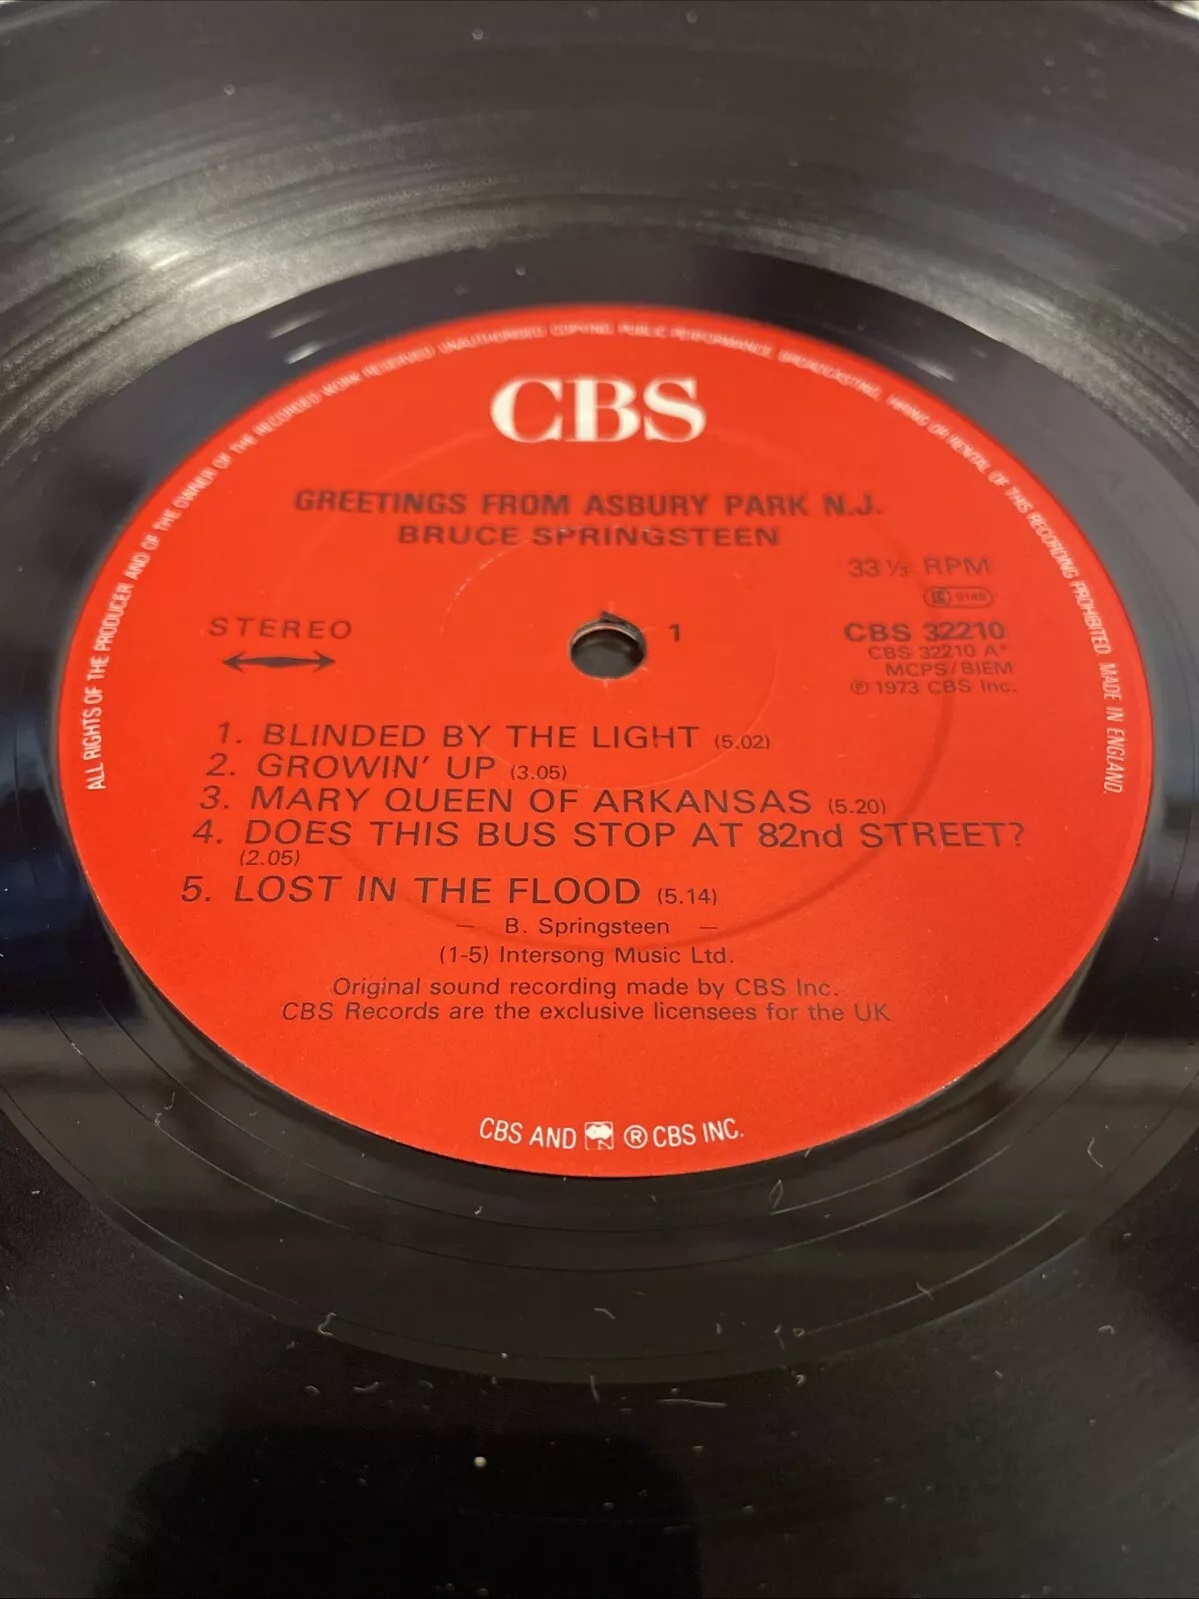 ALL RIGHTS OF THE PRODUCER AND OF THE OWNER OF THE RECORDED WORK RESERVED. UNAUTHORISED COPYING, PUBLIC PERFORMANCE, BROADCASTING, HIRING OR RENTAL OF THIS RECORDING PROHIBITED. MADE IN ENGLAND.
CBS
GREETINGS FROM ASBURY PARK N.J.
BRUCE SPRINGSTEEN
33 ⅓ RPM
LC 0149
STEREO
1
CBS 32210
CBS 32210 A*
MCPS/BIEM
℗ 1973 CBS Inc.
1. BLINDED BY THE LIGHT (5.02)
2. GROWIN' UP (3.05)
3. MARY QUEEN OF ARKANSAS (5.20)
4. DOES THIS BUS STOP AT 82nd STREET?
(2.05)
5. LOST IN THE FLOOD (5.14)
— B. Springsteen —
(1-5) Intersong Music Ltd.
Original sound recording made by CBS Inc.
CBS Records are the exclusive licensees for the UK
CBS AND ® CBS INC.